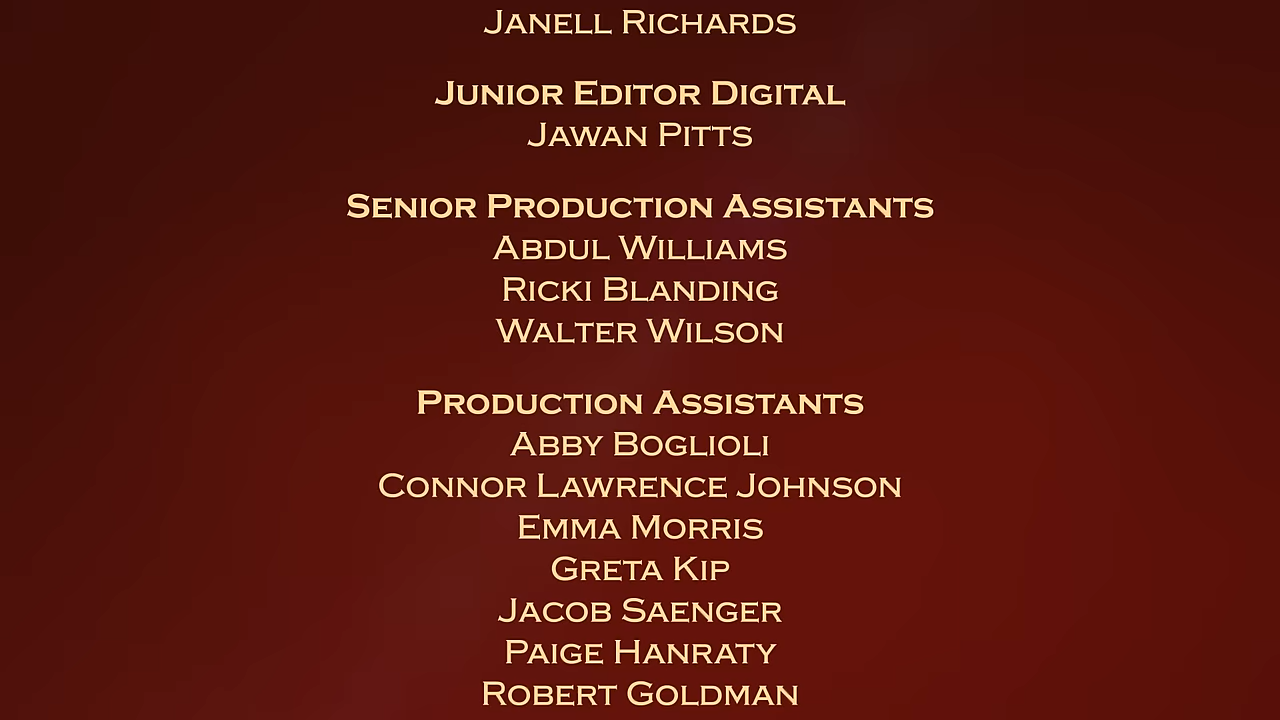 Janell Richards
Junior Editor Digital
Jawan Pitts
Senior Production Assistants
Abdul Williams
Ricki Blanding
Walter Wilson
Production Assistants
Abby Boglioli
Connor Lawrence Johnson
Emma Morris
Greta Kip
Jacob Saenger
Paige Hanraty
Robert Goldman